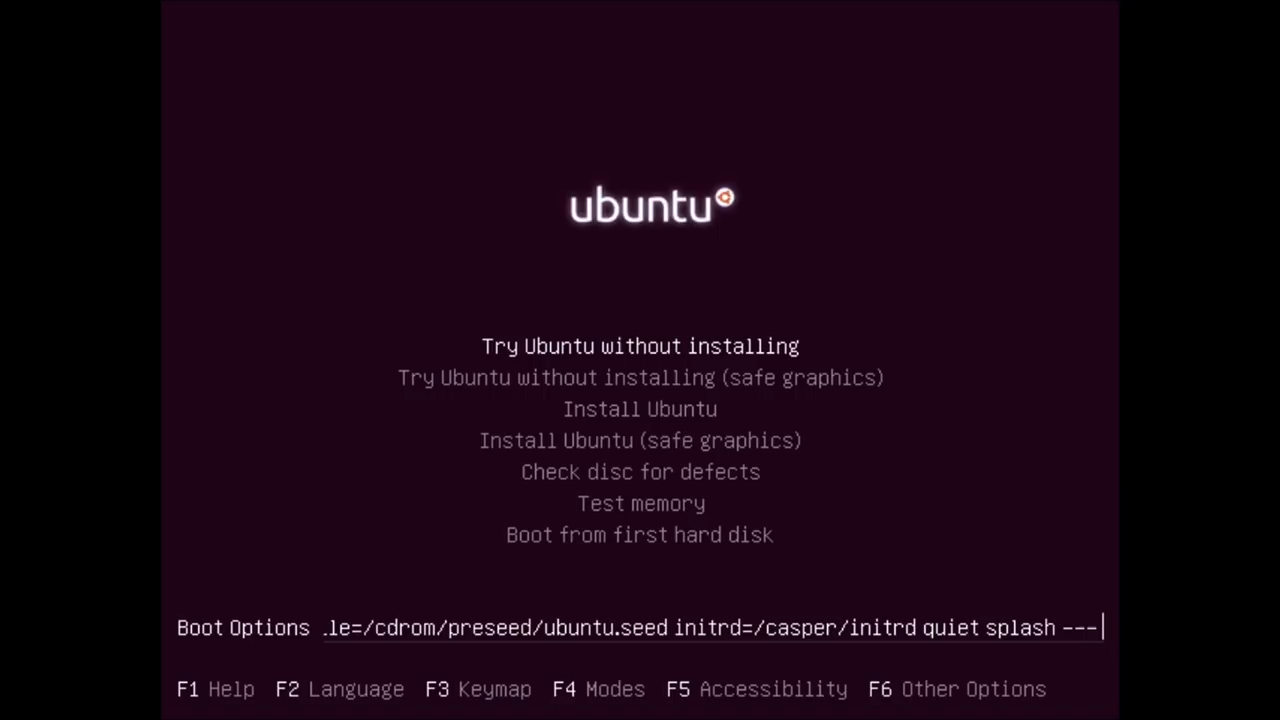 ubuntu
Try Ubuntu without installing
Try Ubuntu without installing (safe graphics)
Install Ubuntu
Install Ubuntu (safe graphics)
Check disc for defects
Test memory
Boot from first hard disk
Boot Options .le=/cdrom/preseed/ubuntu.seed initrd=/casper/initrd quiet splash ---
F1 Help F2 Language F3 Keymap F4 Modes F5 Accessibility F6 Other Options